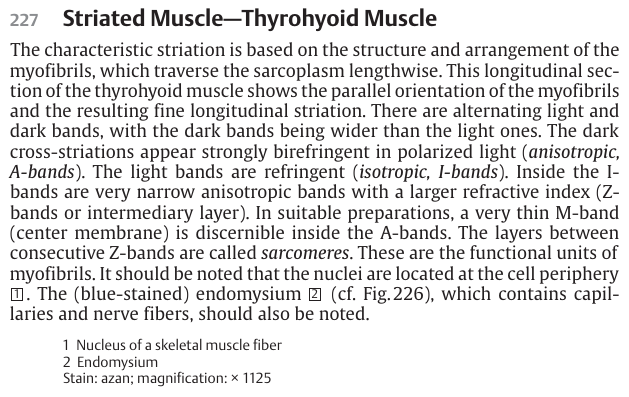 227 Striated Muscle—Thyrohyoid Muscle
The characteristic striation is based on the structure and arrangement of the
myofibrils, which traverse the sarcoplasm lengthwise. This longitudinal sec-
tion of the thyrohyoid muscle shows the parallel orientation of the myofibrils
and the resulting fine longitudinal striation. There are alternating light and
dark bands, with the dark bands being wider than the light ones. The dark
cross-striations appear strongly birefringent in polarized light (anisotropic,
A-bands). The light bands are refringent (isotropic, I-bands). Inside the I-
bands are very narrow anisotropic bands with a larger refractive index (Z-
bands or intermediary layer). In suitable preparations, a very thin M-band
(center membrane) is discernible inside the A-bands. The layers between
consecutive Z-bands are called sarcomeres. These are the functional units of
myofibrils. It should be noted that the nuclei are located at the cell periphery
1. The (blue-stained) endomysium 2 (cf. Fig. 226), which contains capil-
laries and nerve fibers, should also be noted.
1 Nucleus of a skeletal muscle fiber
2 Endomysium
Stain: azan; magnification: × 1125